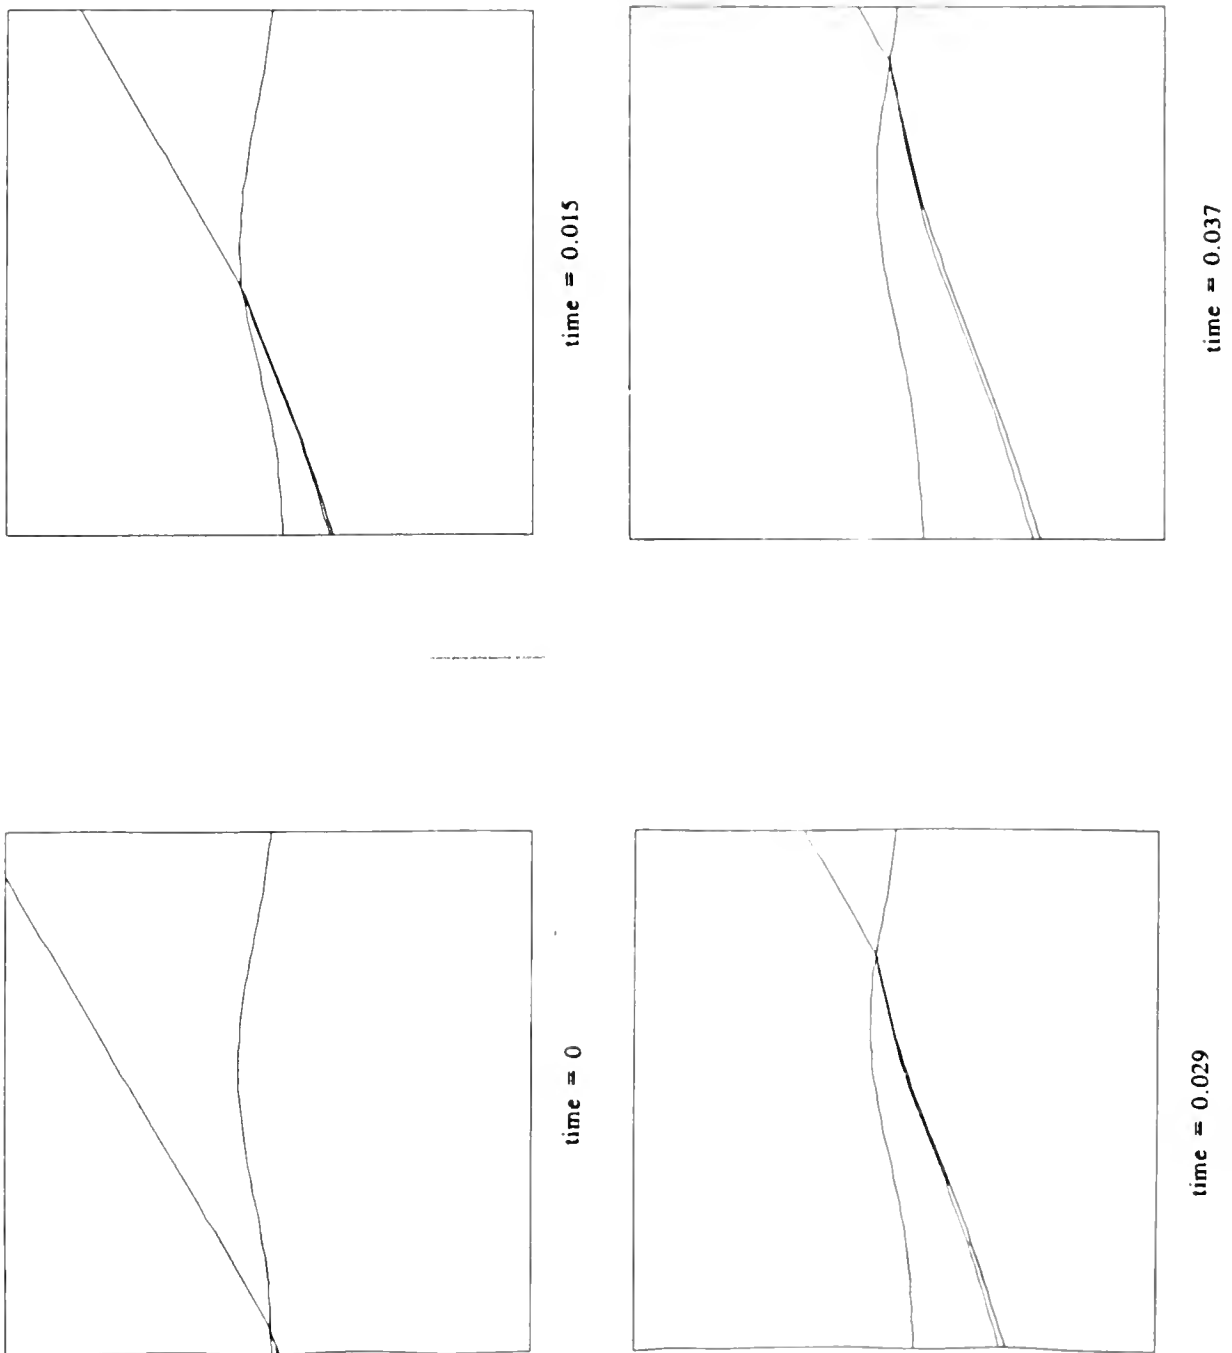 time = 0
time = 0.015
time = 0.029
time = 0.037